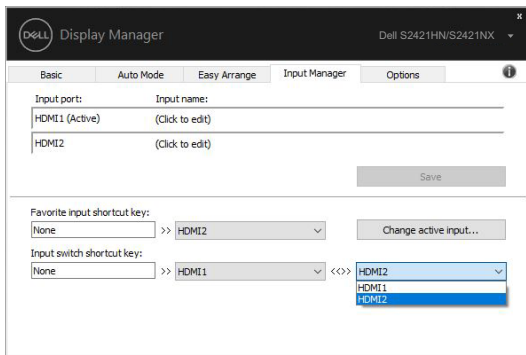 DELL Display Manager Dell S2421HN/S2421NX
x
Basic Auto Mode Easy Arrange Input Manager Options i
Input port: Input name:
HDMI1 (Active) (Click to edit)
HDMI2 (Click to edit)
Save
Favorite input shortcut key:
None >> HDMI2 Change active input...
Input switch shortcut key:
None >> HDMI1 <<>> HDMI2
HDMI1
HDMI2